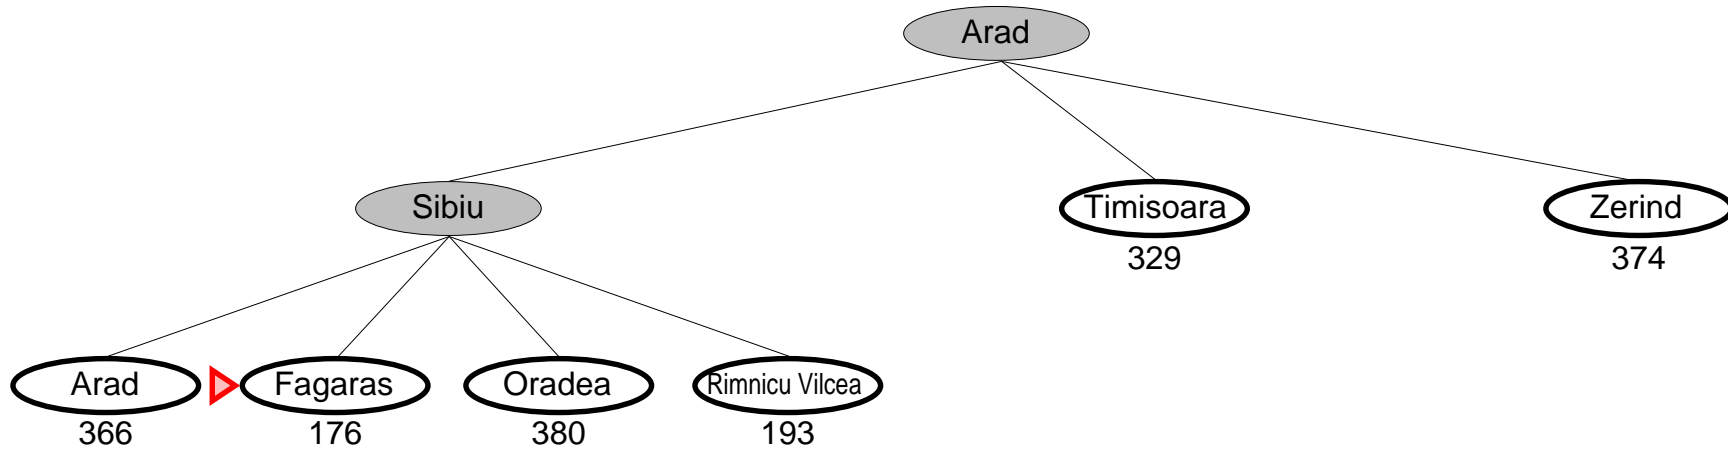 Arad
Sibiu
Timisoara
Zerind
329
374
Arad
Fagaras
Oradea
Rimnicu Vilcea
366
176
380
193